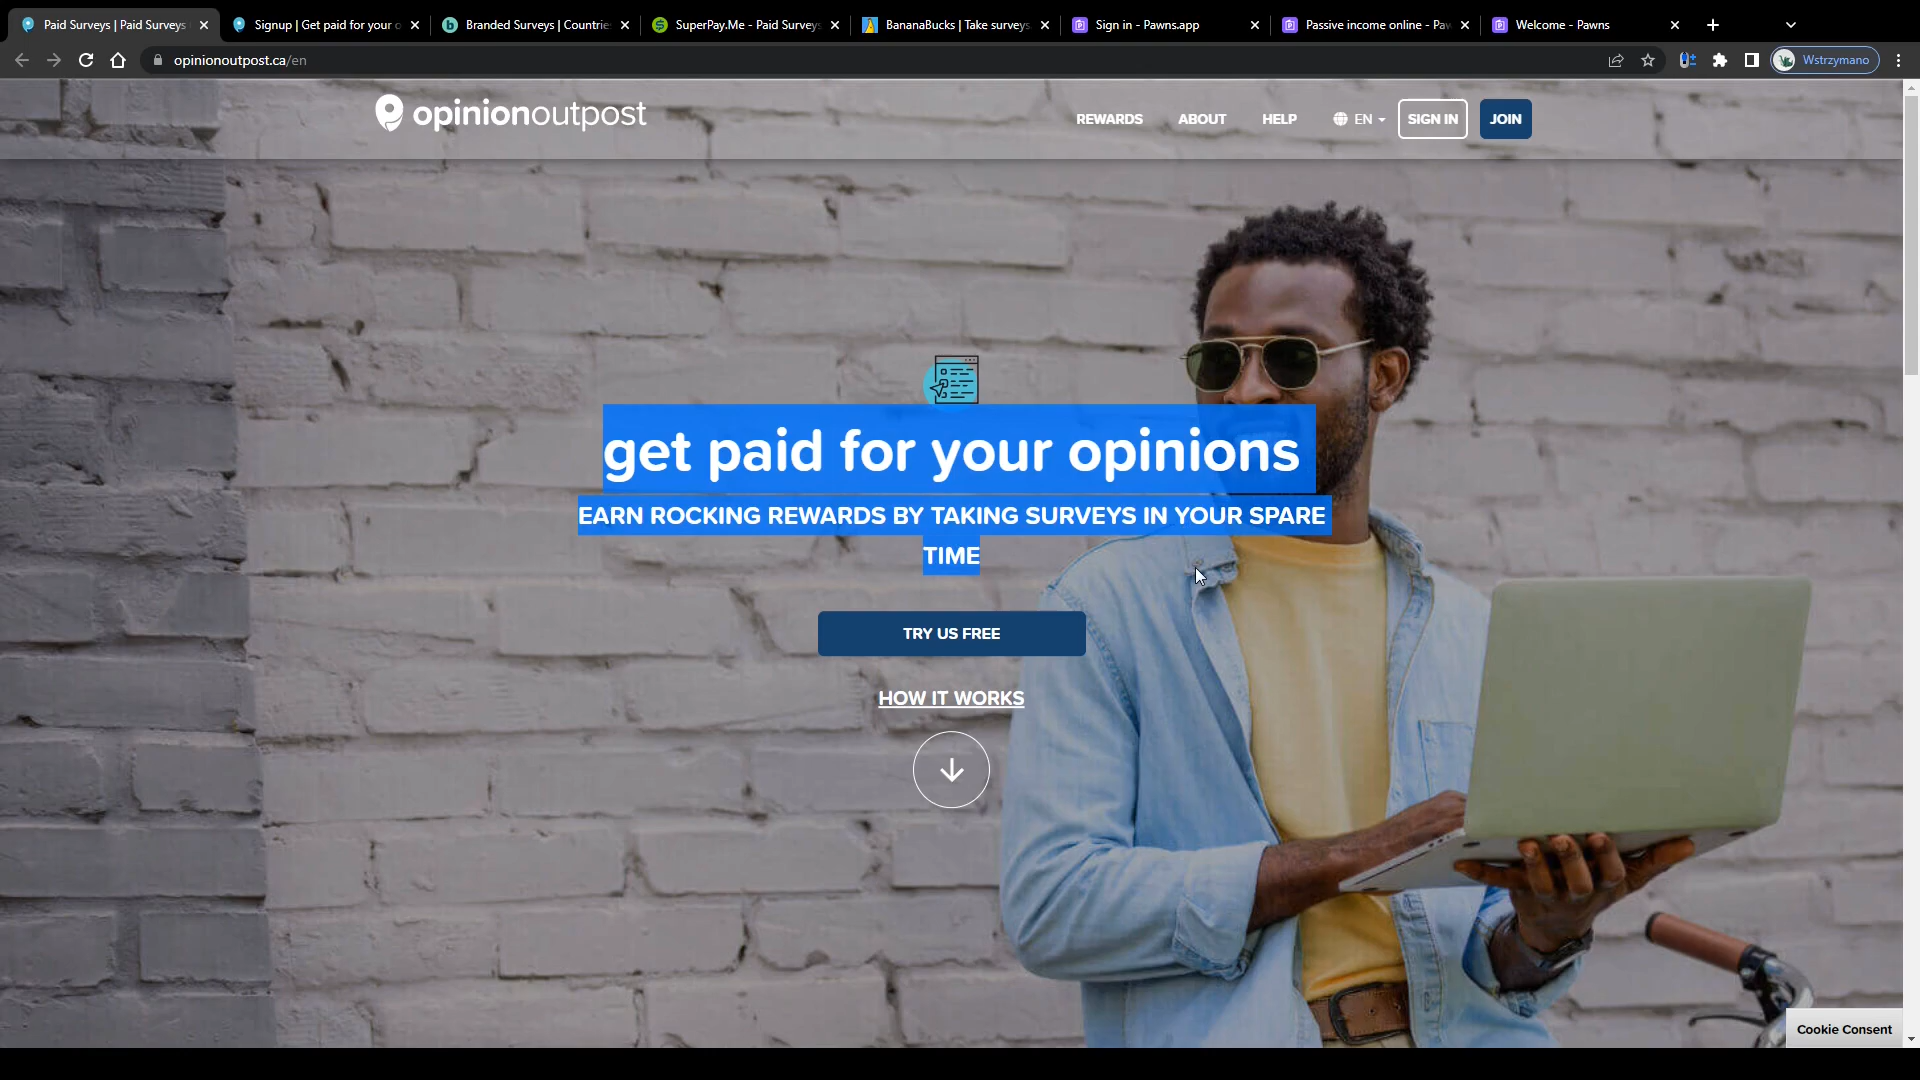 Paid Surveys | Paid Surveys
Signup | Get paid for your o
Branded Surveys | Countrie
SuperPay.Me - Paid Surveys
BananaBucks | Take surveys
Sign in - Pawns.app
Passive income online - Paw
Welcome - Pawns
opinionoutpost.ca/en
Wstrzymano
opinionoutpost
REWARDS
ABOUT
HELP
EN
SIGN IN
JOIN
get paid for your opinions
EARN ROCKING REWARDS BY TAKING SURVEYS IN YOUR SPARE
TIME
TRY US FREE
HOW IT WORKS
Cookie Consent